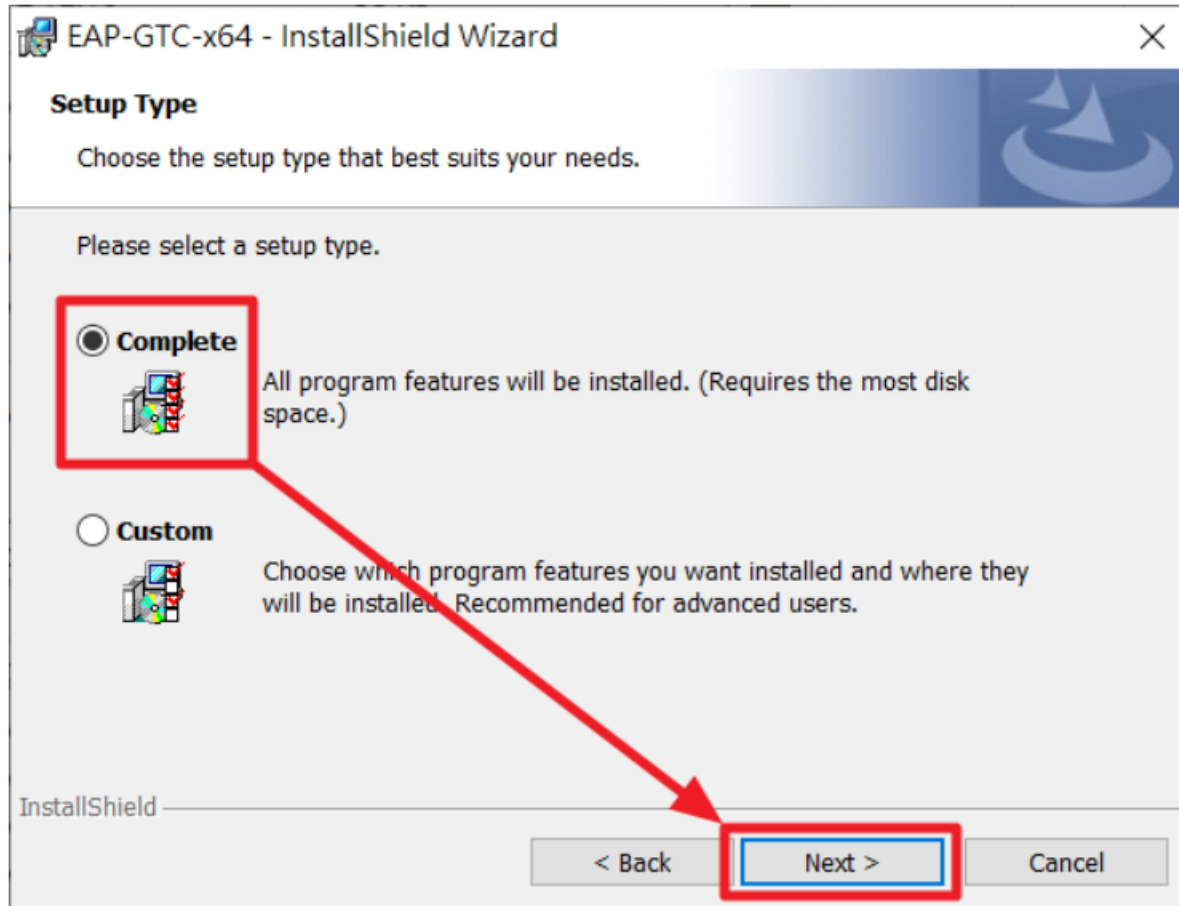 EAP-GTC-x64 - InstallShield Wizard
Setup Type
Choose the setup type that best suits your needs.
Please select a setup type.
Complete
All program features will be installed. (Requires the most disk
space.)
Custom
Choose which program features you want installed and where they
will be installed. Recommended for advanced users.
InstallShield
< Back
Next >
Cancel